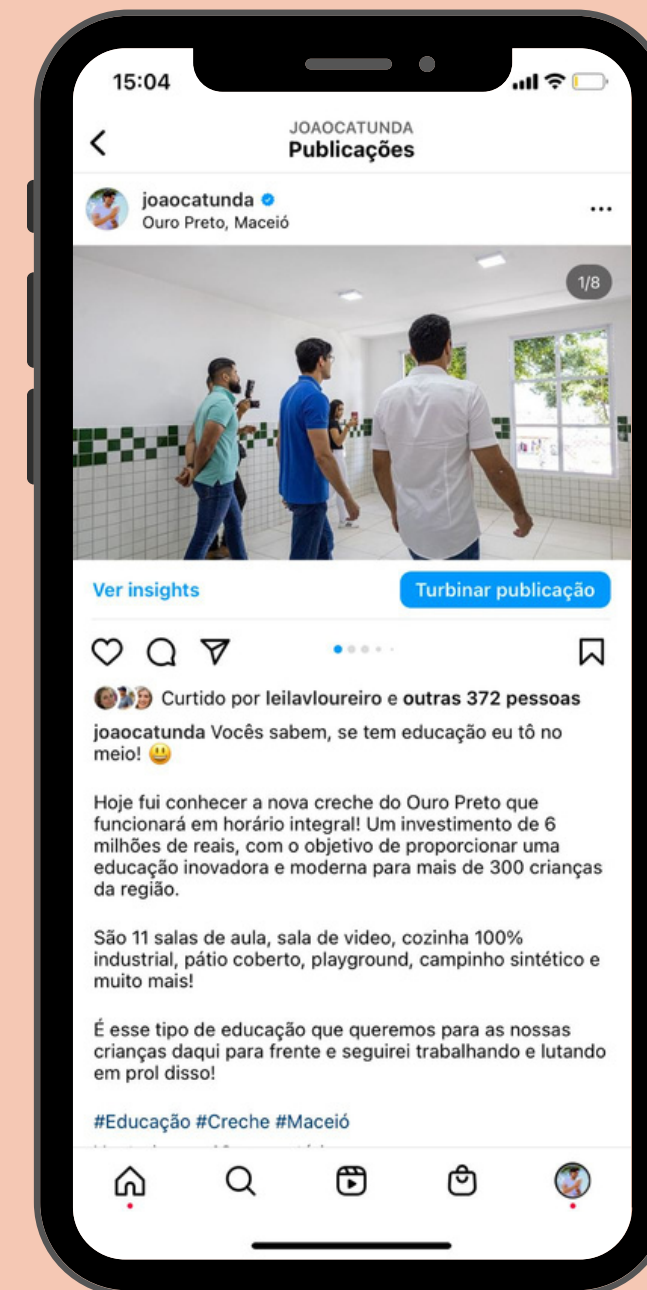 15:04
JOAOCATUNDA
Publicações
joaocatunda
Ouro Preto, Maceió
1/8
Ver insights
Turbinar publicação
Curtido por leilavloureiro e outras 372 pessoas
joaocatunda Vocês sabem, se tem educação eu tô no
meio! 😃
Hoje fui conhecer a nova creche do Ouro Preto que
funcionará em horário integral! Um investimento de 6
milhões de reais, com o objetivo de proporcionar uma
educação inovadora e moderna para mais de 300 crianças
da região.
São 11 salas de aula, sala de video, cozinha 100%
industrial, pátio coberto, playground, campinho sintético e
muito mais!
É esse tipo de educação que queremos para as nossas
crianças daqui para frente e seguirei trabalhando e lutando
em prol disso!
#Educação #Creche #Maceió